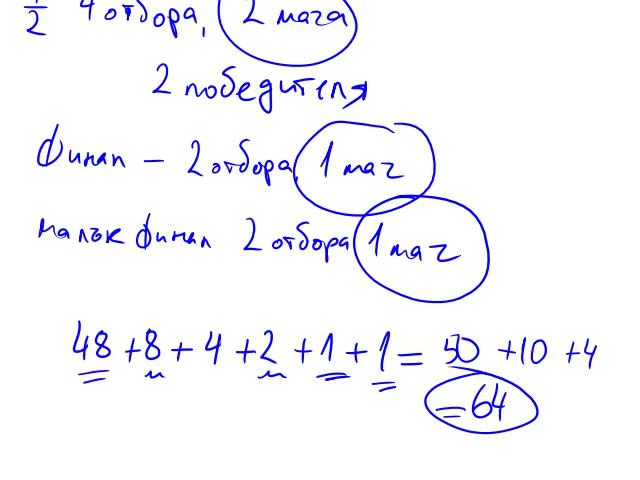 1/2 4 отбора, 2 мача
2 победителя
Финал – 2 отбора, 1 мач
малък финал 2 отбора 1 мач
48 + 8 + 4 + 2 + 1 + 1 = 50 + 10 + 4
= 64